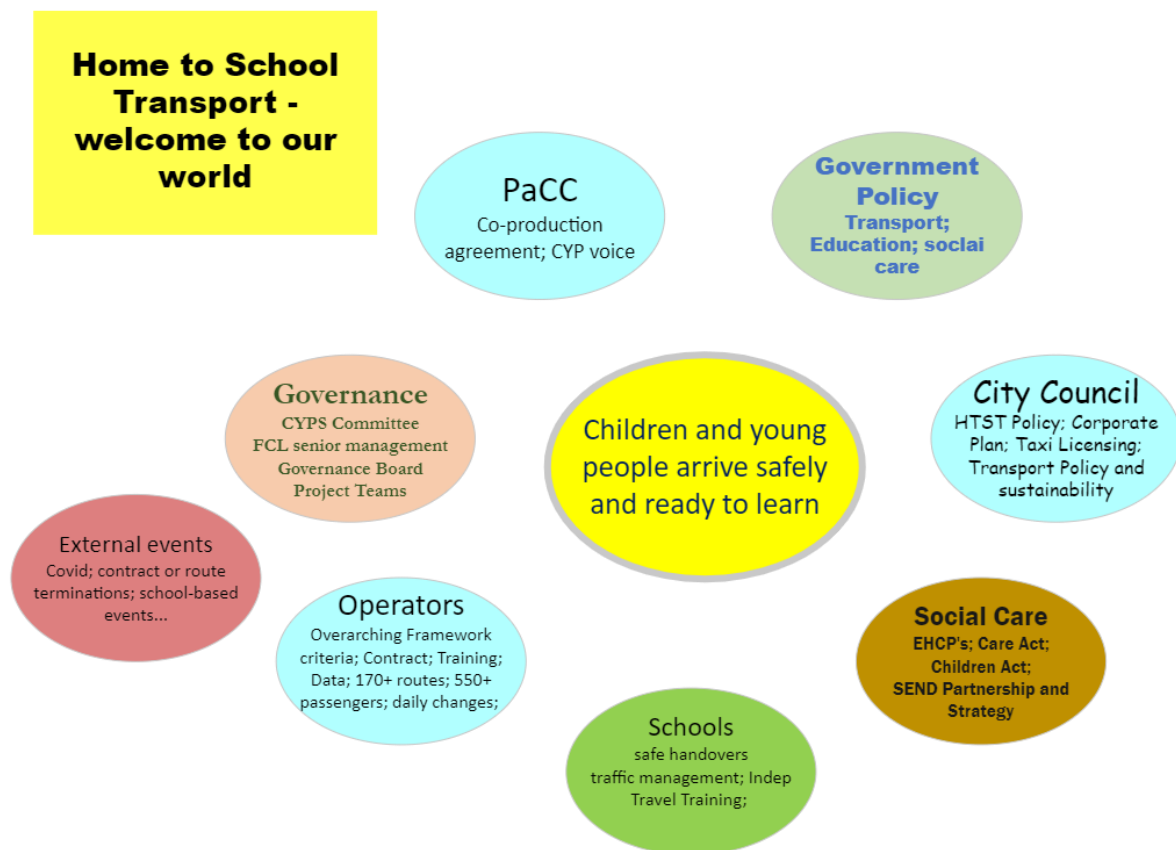 Home to School
Transport -
welcome to our
world
PaCC
Co-production
agreement; CYP voice
Government
Policy
Transport;
Education; soclai
care
Governance
CYPS Committee
FCL senior management
Governance Board
Project Teams
Children and young
people arrive safely
and ready to learn
City Council
HTST Policy; Corporate
Plan; Taxi Licensing;
Transport Policy and
sustainability
External events
Covid; contract or route
terminations; school-based
events...
Operators
Overarching Framework
criteria; Contract; Training;
Data; 170+ routes; 550+
passengers; daily changes;
Social Care
EHCP's; Care Act;
Children Act;
SEND Partnership and
Strategy
Schools
safe handovers
traffic management; Indep
Travel Training;